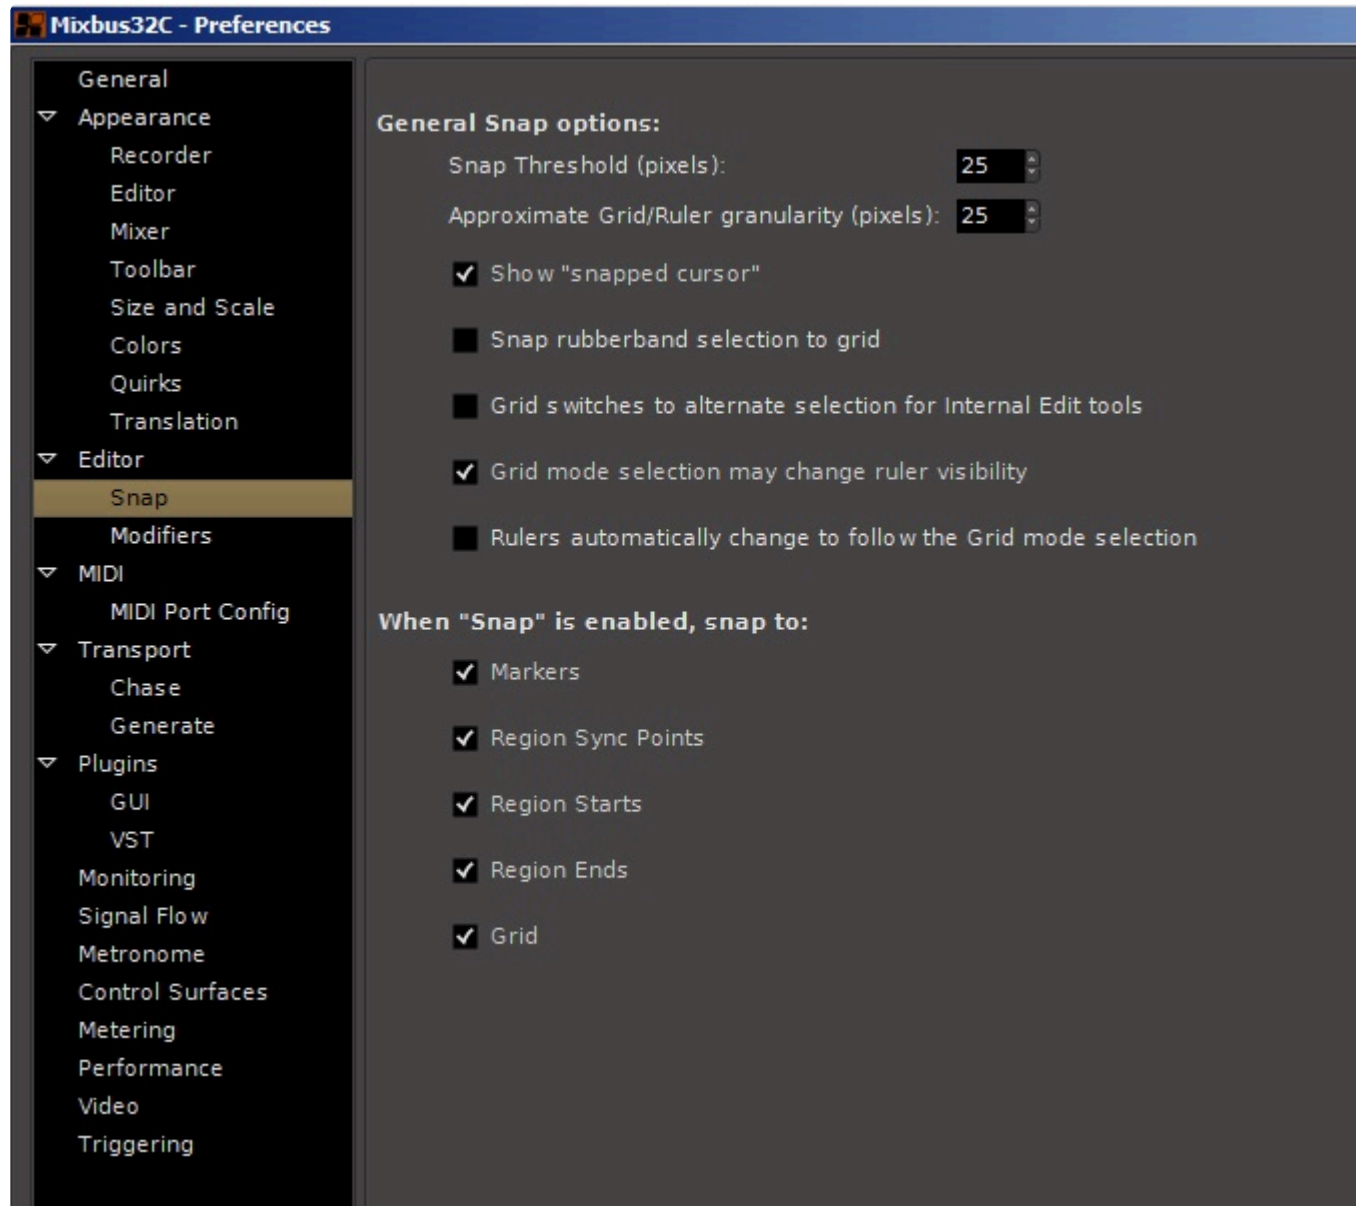 Mixbus32C - Preferences
General
Appearance
Recorder
Editor
Mixer
Toolbar
Size and Scale
Colors
Quirks
Translation
Editor
Snap
Modifiers
MIDI
MIDI Port Config
Transport
Chase
Generate
Plugins
GUI
VST
Monitoring
Signal Flow
Metronome
Control Surfaces
Metering
Performance
Video
Triggering
General Snap options:
Snap Threshold (pixels): 25
Approximate Grid/Ruler granularity (pixels): 25
Show "snapped cursor"
Snap rubberband selection to grid
Grid switches to alternate selection for Internal Edit tools
Grid mode selection may change ruler visibility
Rulers automatically change to follow the Grid mode selection
When "Snap" is enabled, snap to:
Markers
Region Sync Points
Region Starts
Region Ends
Grid